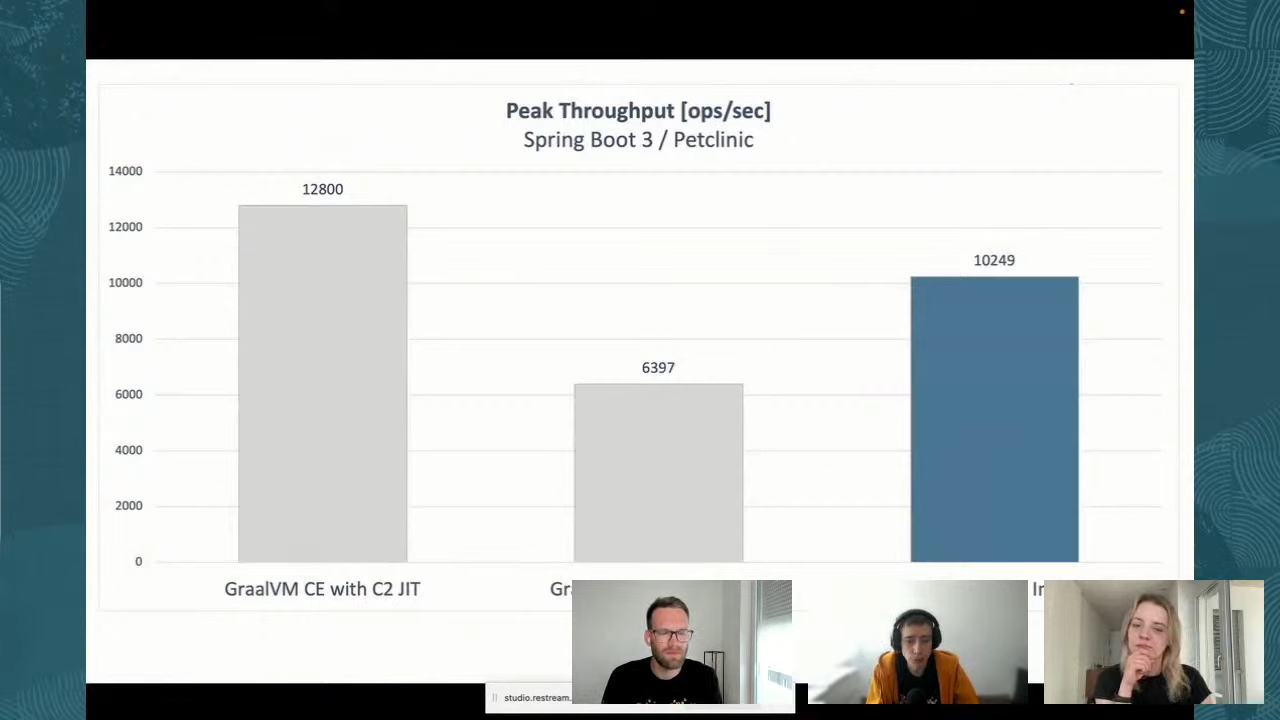 Peak Throughput [ops/sec]
Spring Boot 3 / Petclinic
14000
12800
12000
10249
10000
8000
6397
6000
4000
2000
0
GraalVM CE with C2 JIT
studio.restream.